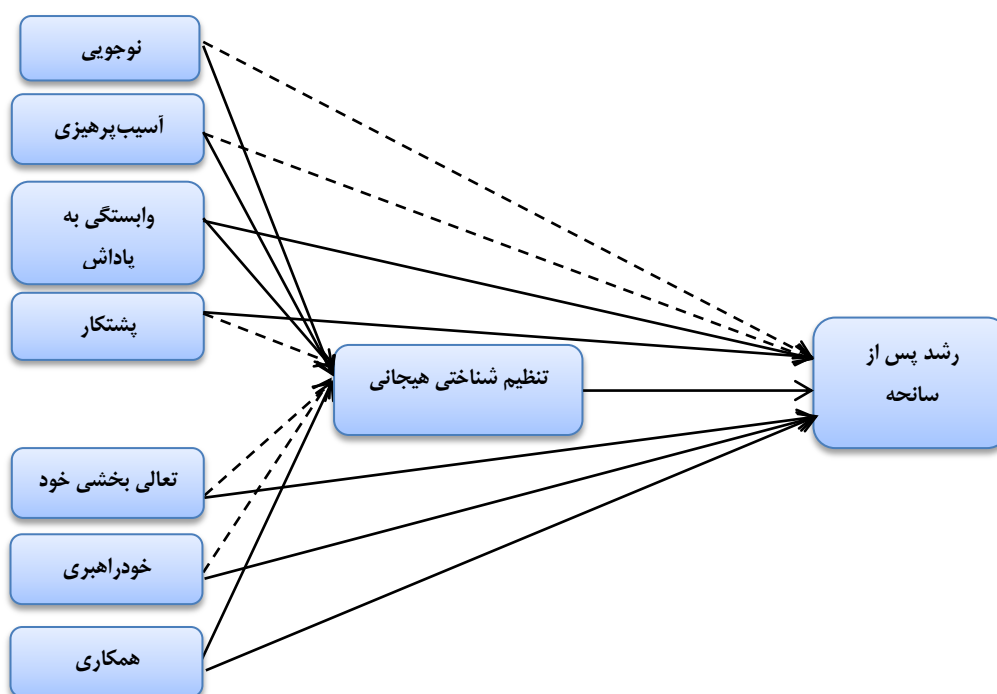 نوجویی
آسیب‌پرهیزی
وابستگی به
پاداش
پشتکار
تنظیم شناختی هیجانی
رشد پس از
سانحه
تعالی بخشی خود
خودراهبری
همکاری